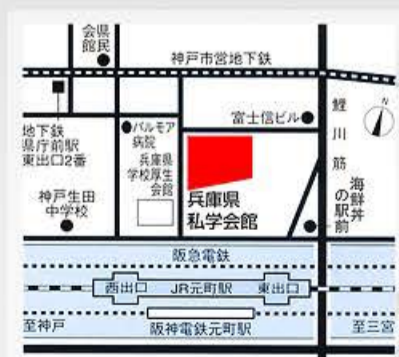 県民
会館
神戸市営地下鉄
地下鉄
県庁前駅
東出口2番
パルモア
病院
兵庫県
学校厚生
会館
富士信ビル
鯉川筋
N
神戸生田
中学校
兵庫県
私学会館
海鮮丼
の駅前
阪急電鉄
西出口
JR元町駅
東出口
至神戸
阪神電鉄元町駅
至三宮